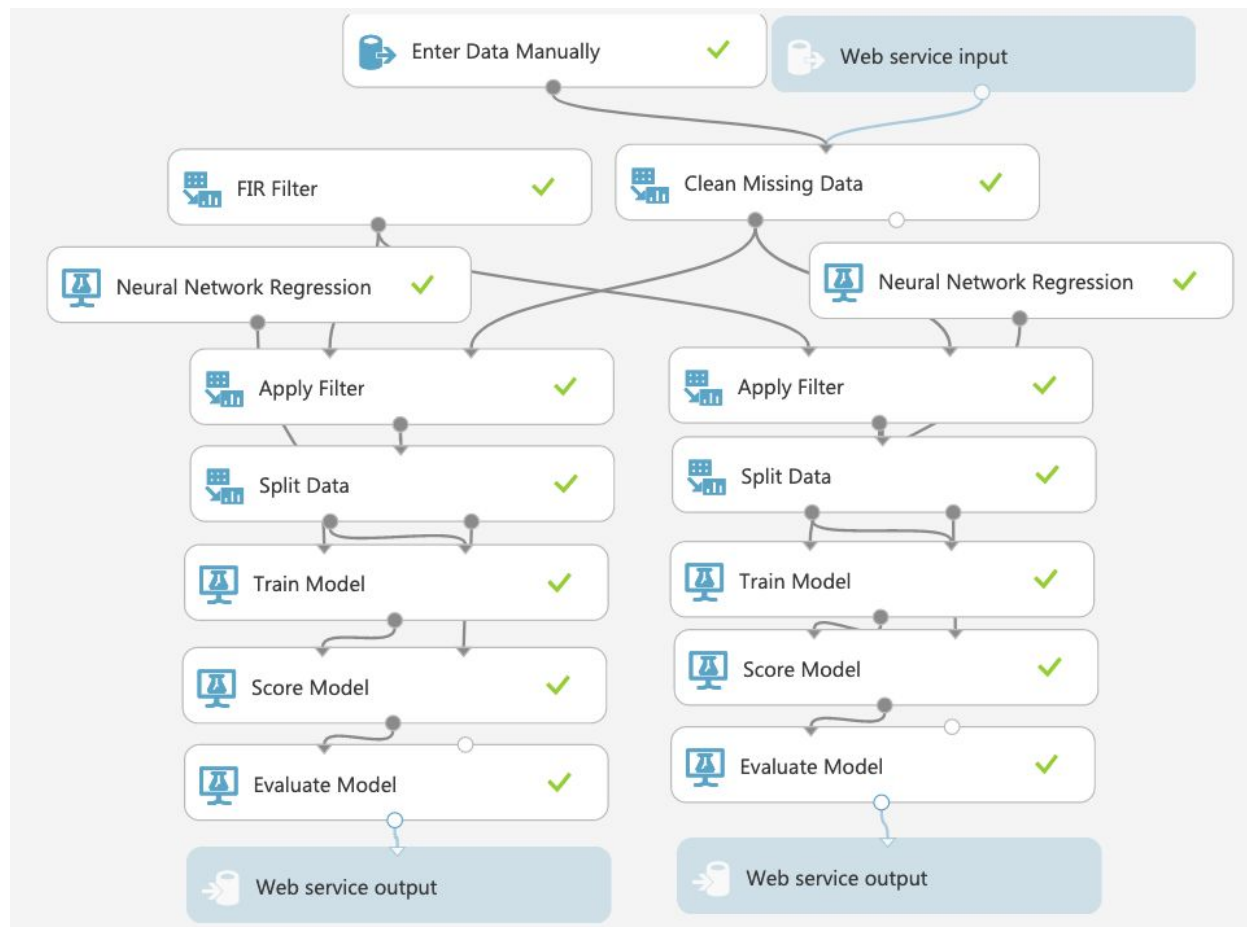 Enter Data Manually
Web service input
FIR Filter
Clean Missing Data
Neural Network Regression
Neural Network Regression
Apply Filter
Apply Filter
Split Data
Split Data
Train Model
Train Model
Score Model
Score Model
Evaluate Model
Evaluate Model
Web service output
Web service output